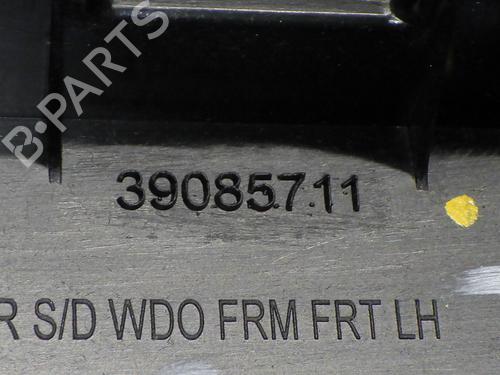 B-PARTS
39085711
R S/D WDO FRM FRT LH